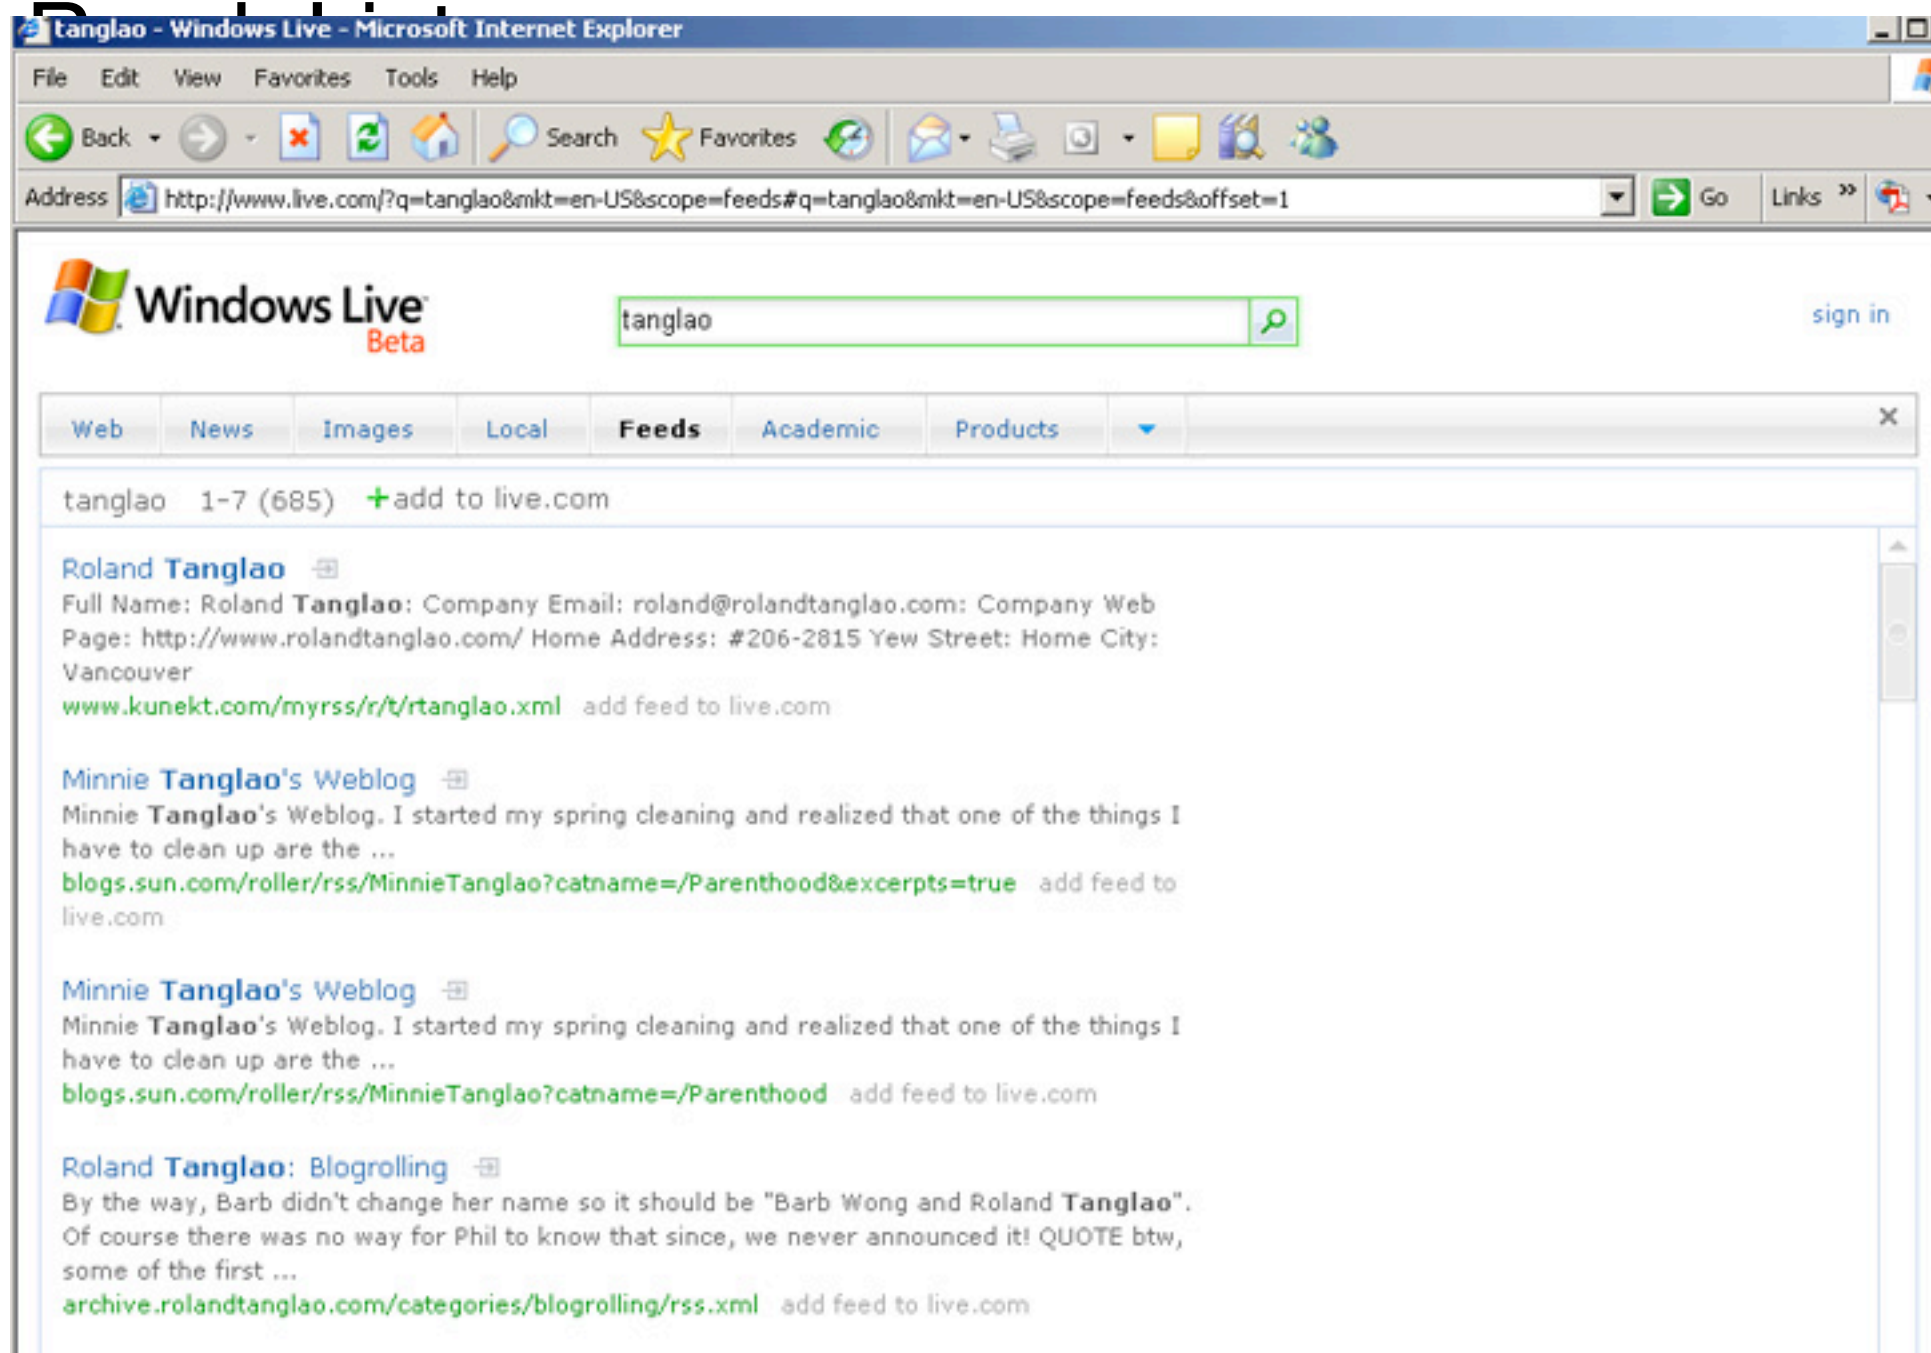 tanglao - Windows Live - Microsoft Internet Explorer
File Edit View Favorites Tools Help
Back Search Favorites
Address http://www.live.com/?q=tanglao&mkt=en-US&scope=feeds#q=tanglao&mkt=en-US&scope=feeds&offset=1 Go Links »
Windows Live
Beta
tanglao
sign in
Web News Images Local Feeds Academic Products
tanglao 1-7 (685) +add to live.com
Roland Tanglao
Full Name: Roland Tanglao: Company Email: roland@rolandtanglao.com: Company Web
Page: http://www.rolandtanglao.com/ Home Address: #206-2815 Yew Street: Home City:
Vancouver
www.kunekt.com/myrss/r/t/rtanglao.xml add feed to live.com
Minnie Tanglao's Weblog
Minnie Tanglao's Weblog. I started my spring cleaning and realized that one of the things I
have to clean up are the ...
blogs.sun.com/roller/rss/MinnieTanglao?catname=/Parenthood&excerpts=true add feed to
live.com
Minnie Tanglao's Weblog
Minnie Tanglao's Weblog. I started my spring cleaning and realized that one of the things I
have to clean up are the ...
blogs.sun.com/roller/rss/MinnieTanglao?catname=/Parenthood add feed to live.com
Roland Tanglao: Blogrolling
By the way, Barb didn't change her name so it should be "Barb Wong and Roland Tanglao".
Of course there was no way for Phil to know that since, we never announced it! QUOTE btw,
some of the first ...
archive.rolandtanglao.com/categories/blogrolling/rss.xml add feed to live.com